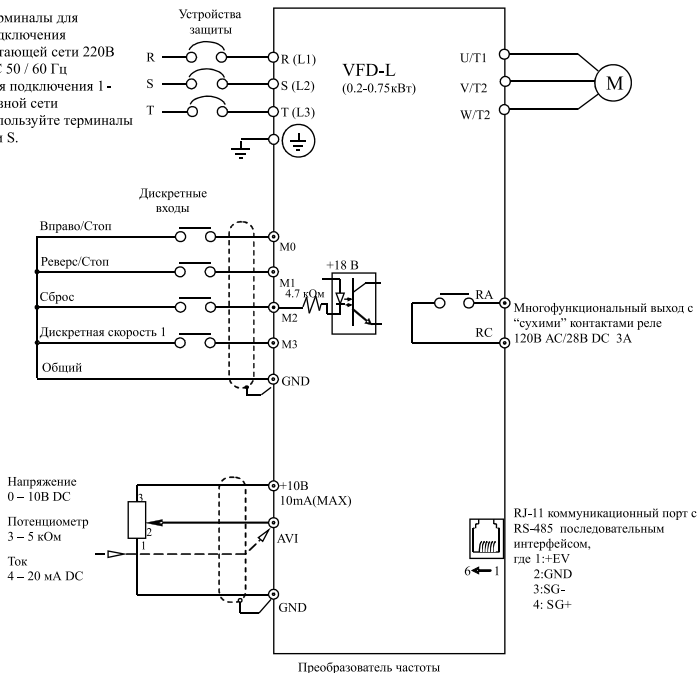 Устройства
защиты
рминалы для
дключения
тающей сети 220В
С 50 / 60 Гц
я подключения 1 -
зной сети
пользуйте терминалы
и S.
R
S
T
R (L1)
S (L2)
T (L3)
VFD-L
(0.2-0.75кВт)
U/T1
V/T2
W/T2
M
Дискретные
входы
Вправо/Стоп
Реверс/Стоп
Сброс
Дискретная скорость 1
Общий
M0
M1
M2
M3
GND
+18 В
4.7 кОм
RA
RC
Многофункциональный выход с
“сухими” контактами реле
120В AC/28В DC 3А
Напряжение
0 – 10В DC
Потенциометр
3 – 5 кОм
Ток
4 – 20 мА DC
3
2
1
+10В
10mA(MAX)
AVI
GND
6
1
RJ-11 коммуникационный порт с
RS-485 последовательным
интерфейсом,
где 1:+EV
2:GND
3:SG-
4: SG+
Преобразователь частоты